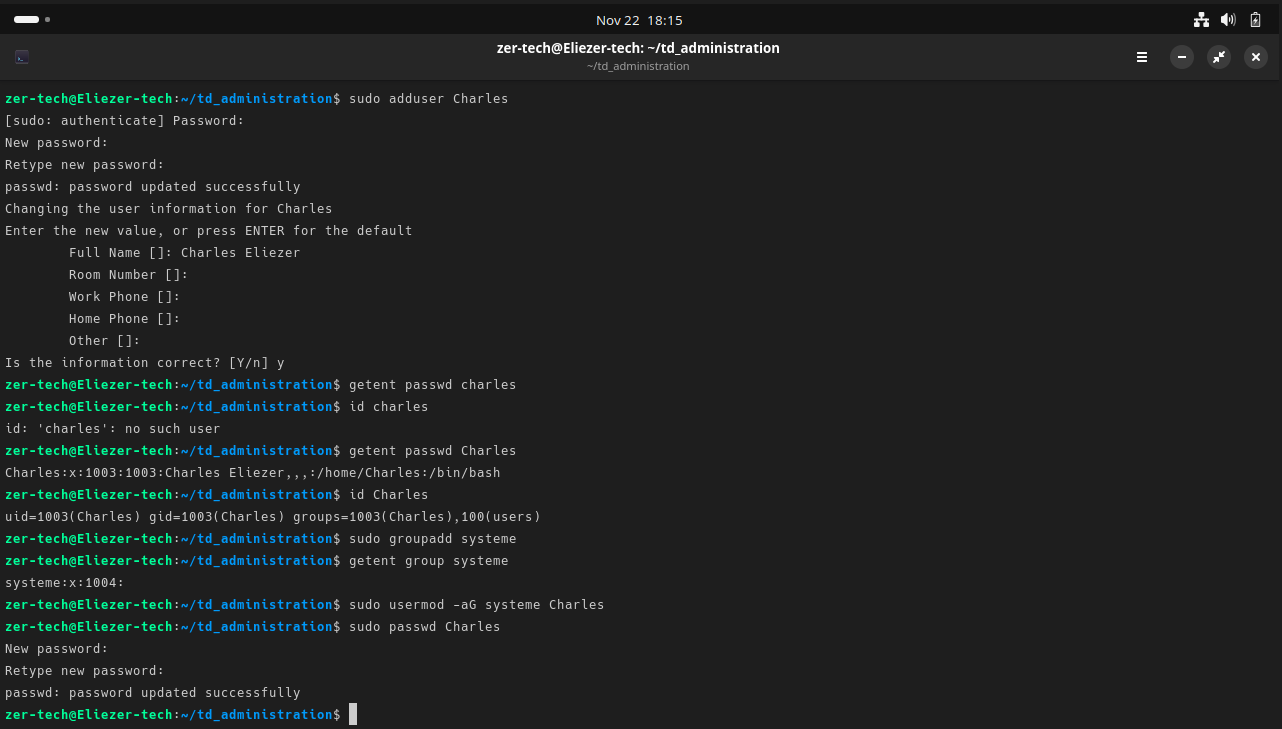 Nov 22 18:15
zer-tech@Eliezer-tech: ~/td_administration
~/td_administration
zer-tech@Eliezer-tech:~/td_administration$ sudo adduser Charles
[sudo: authenticate] Password:
New password:
Retype new password:
passwd: password updated successfully
Changing the user information for Charles
Enter the new value, or press ENTER for the default
        Full Name []: Charles Eliezer
        Room Number []:
        Work Phone []:
        Home Phone []:
        Other []:
Is the information correct? [Y/n] y
zer-tech@Eliezer-tech:~/td_administration$ getent passwd charles
zer-tech@Eliezer-tech:~/td_administration$ id charles
id: 'charles': no such user
zer-tech@Eliezer-tech:~/td_administration$ getent passwd Charles
Charles:x:1003:1003:Charles Eliezer,,,:/home/Charles:/bin/bash
zer-tech@Eliezer-tech:~/td_administration$ id Charles
uid=1003(Charles) gid=1003(Charles) groups=1003(Charles),100(users)
zer-tech@Eliezer-tech:~/td_administration$ sudo groupadd systeme
zer-tech@Eliezer-tech:~/td_administration$ getent group systeme
systeme:x:1004:
zer-tech@Eliezer-tech:~/td_administration$ sudo usermod -aG systeme Charles
zer-tech@Eliezer-tech:~/td_administration$ sudo passwd Charles
New password:
Retype new password:
passwd: password updated successfully
zer-tech@Eliezer-tech:~/td_administration$